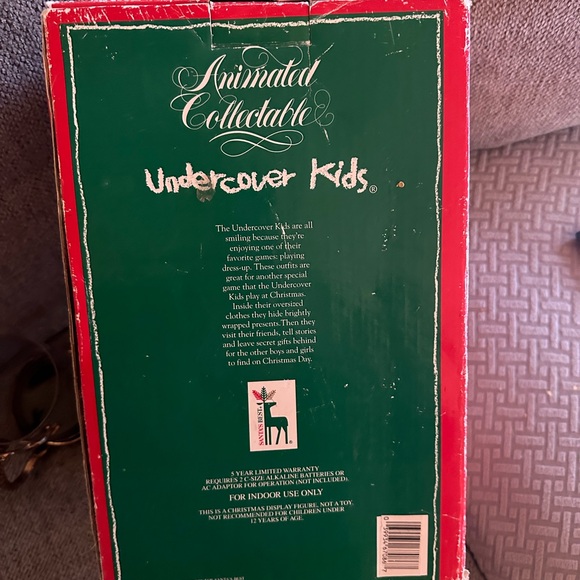 Animated
Collectable
Undercover Kids®
The Undercover Kids are all
smiling because they're
enjoying one of their
favorite games: playing
dress-up. These outfits are
great for another special
game that the Undercover
Kids play at Christmas.
Inside their oversized
clothes they hide brightly
wrapped presents.Then they
visit their friends, tell stories
and leave secret gifts behind
for the other boys and girls
to find on Christmas Day.
SANTA'S BEST
®
5 YEAR LIMITED WARRANTY
REQUIRES 2 C-SIZE ALKALINE BATTERIES OR
AC ADAPTOR FOR OPERATION (NOT INCLUDED).
FOR INDOOR USE ONLY
THIS IS A CHRISTMAS DISPLAY FIGURE, NOT A TOY.
NOT RECOMMENDED FOR CHILDREN UNDER
12 YEARS OF AGE.